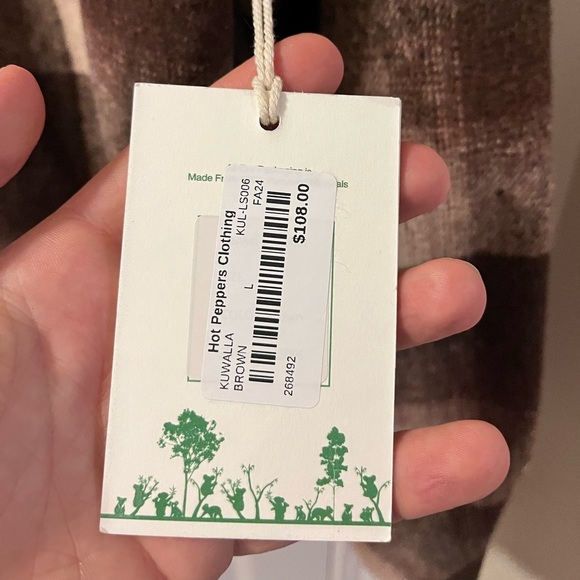 Made Fr
als
Hot Peppers Clothing
KUWALLA KUL-LS006
BROWN L FA24
268492 $108.00